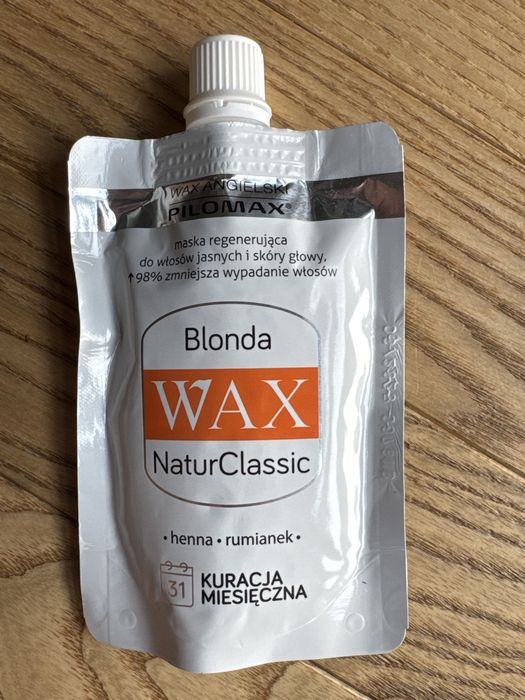 WAX ANGIELSKI
PILOMAX®
maska regenerująca
do włosów jasnych i skóry głowy,
↑98% zmniejsza wypadanie włosów
Blonda
WAX
NaturClassic
• henna • rumianek •
31
KURACJA
MIESIĘCZNA